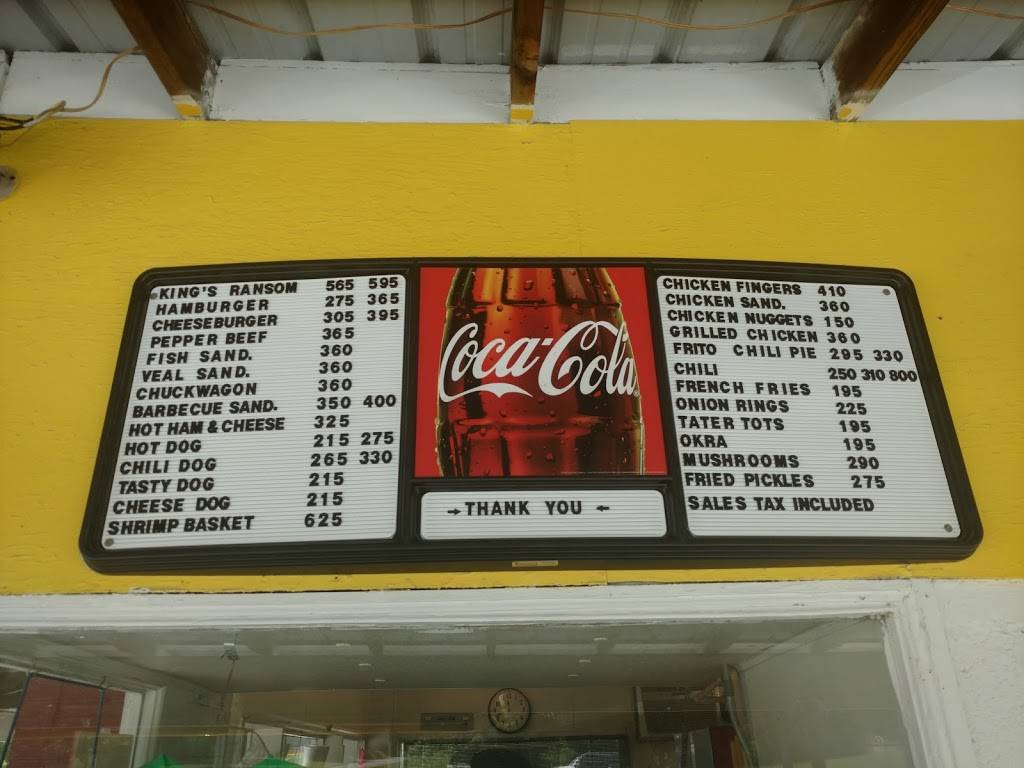 KING'S RANSOM 565 595
HAMBURGER 275 365
CHEESEBURGER 305 395
PEPPER BEEF 365
FISH SAND. 360
VEAL SAND. 360
CHUCKWAGON 360
BARBECUE SAND. 350 400
HOT HAM & CHEESE 325
HOT DOG 215 275
CHILI DOG 265 330
TASTY DOG 215
CHEESE DOG 215
SHRIMP BASKET 625
Coca-Cola
→ THANK YOU ←
CHICKEN FINGERS 410
CHICKEN SAND. 360
CHICKEN NUGGETS 150
GRILLED CHICKEN 360
FRITO CHILI PIE 295 330
CHILI 250 310 800
FRENCH FRIES 195
ONION RINGS 225
TATER TOTS 195
OKRA 195
MUSHROOMS 290
FRIED PICKLES 275
SALES TAX INCLUDED